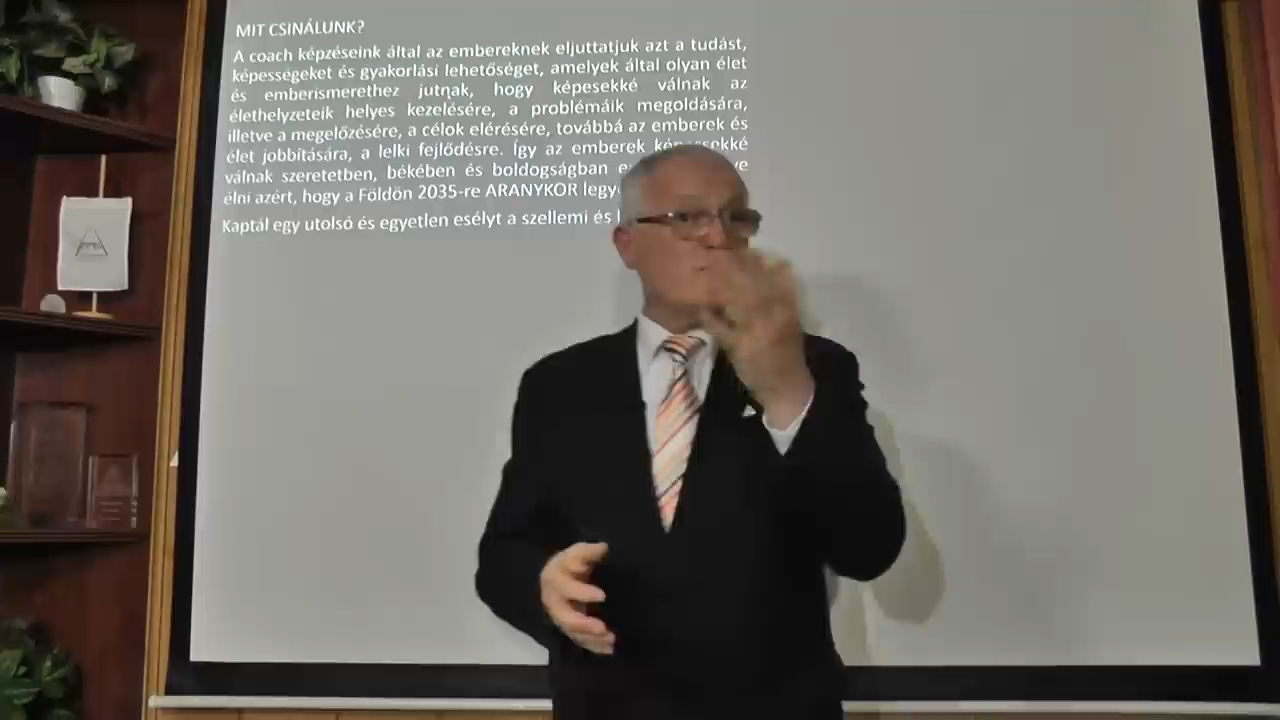 MIT CSINÁLUNK?
A coach képzéseink által az embereknek eljuttatjuk azt a tudást,
képességeket és gyakorlási lehetőséget, amelyek által olyan élet
és emberismerethez jutnak, hogy képesekké válnak az
élethelyzeteik helyes kezelésére, a problémáik megoldására,
illetve a megelőzésére, a célok elérésére, továbbá az emberek és
élet jobbítására, a lelki fejlődésre. Így az emberek
válnak szeretetben, békében és boldogságban
élni azért, hogy a Földön 2035-re ARANYKOR
Kaptál egy utolsó és egyetlen esélyt a szellemi és